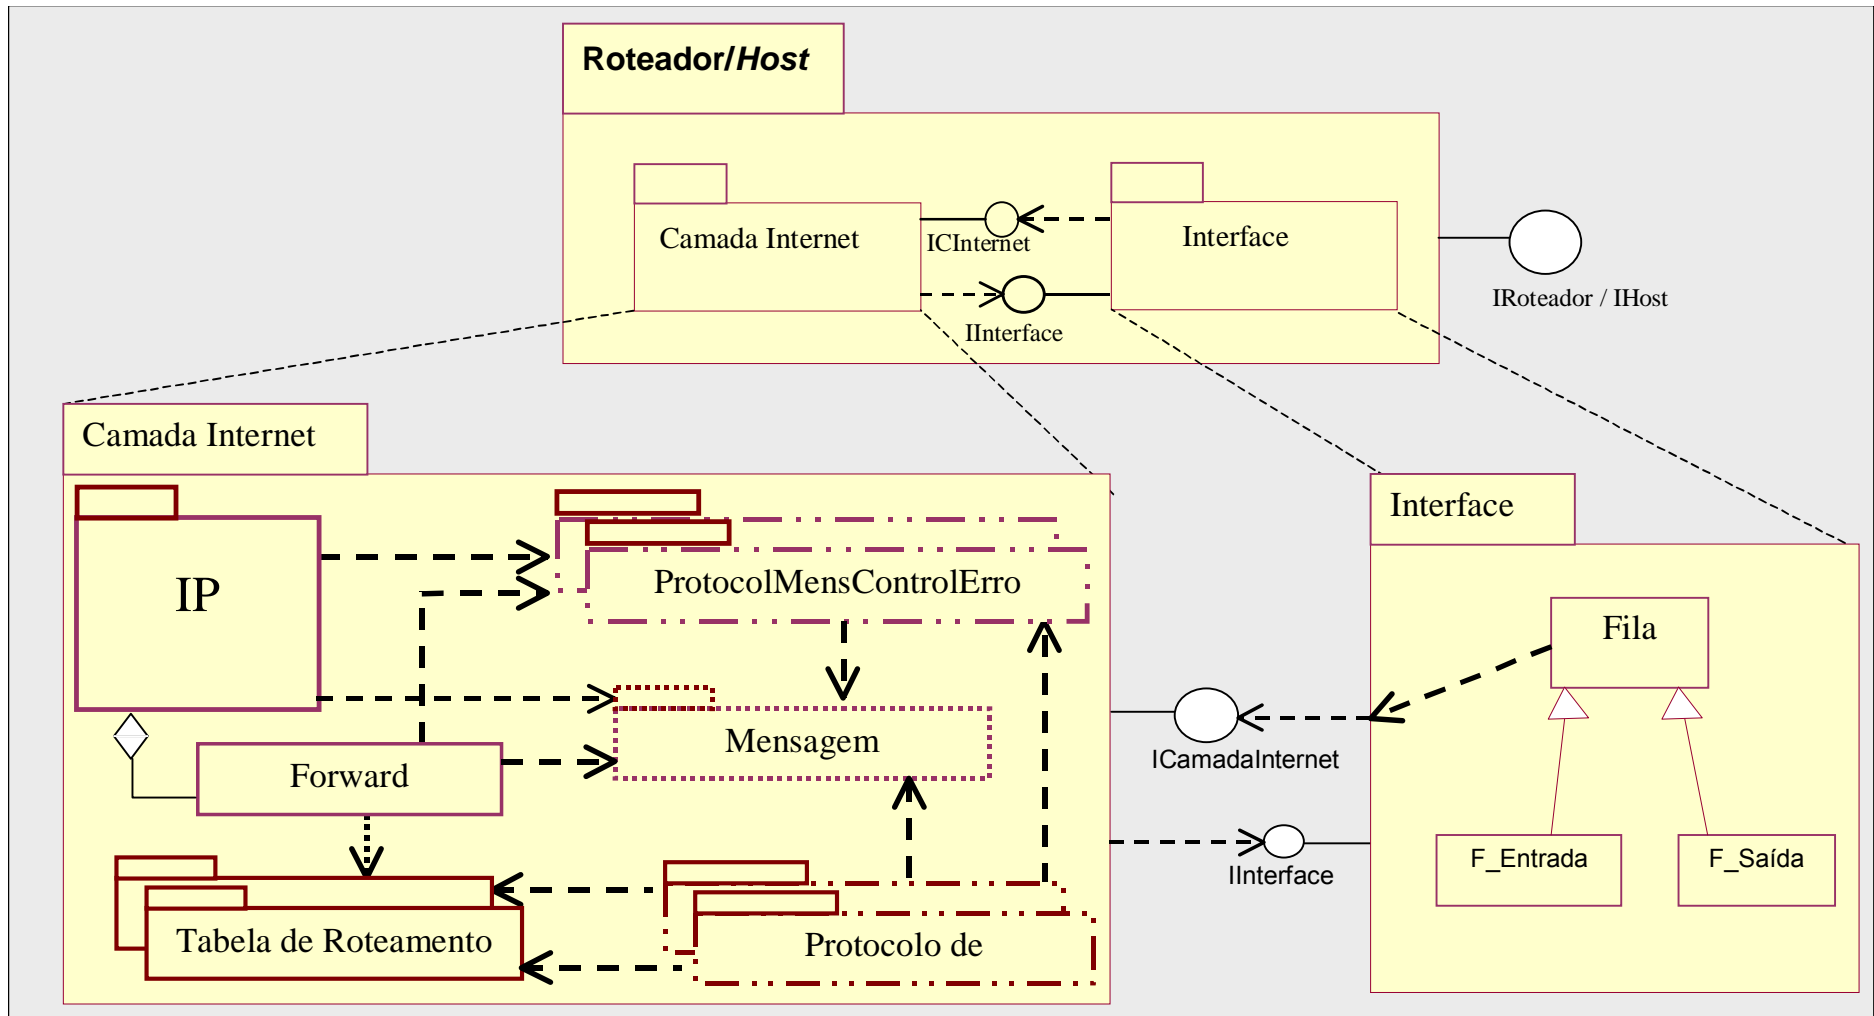 Roteador/Host
Camada Internet
ICInternet
Interface
IInterface
IRoteador / IHost
Camada Internet
IP
ProtocolMensControlErro
Mensagem
Forward
Tabela de Roteamento
Protocolo de
ICamadaInternet
IInterface
Interface
Fila
F_Entrada
F_Saída